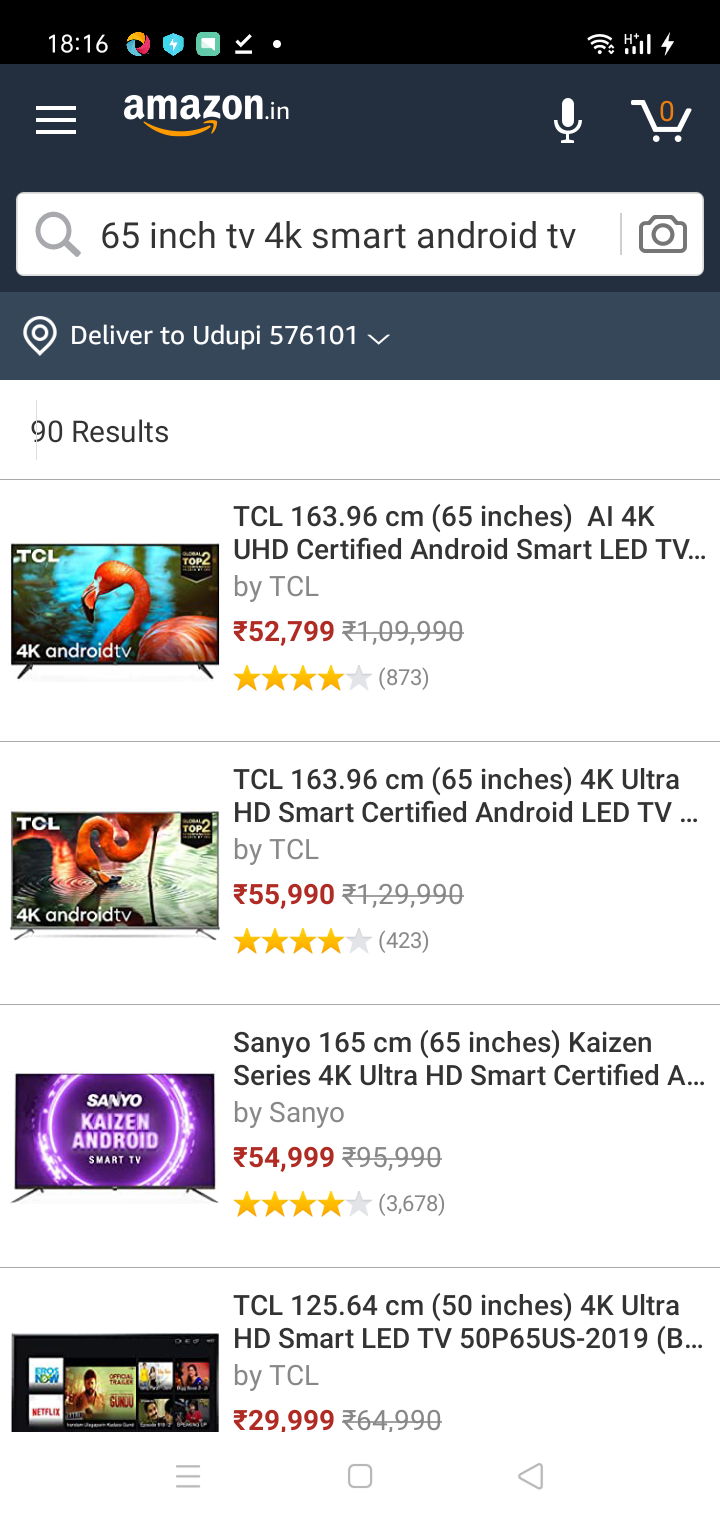 18:16
H+
amazon.in
0
65 inch tv 4k smart android tv
Deliver to Udupi 576101
90 Results
TCL 163.96 cm (65 inches)  AI 4K
UHD Certified Android Smart LED TV...
by TCL
₹52,799 ₹1,09,990
(873)
TCL
GLOBAL
TOP2
4K androidtv
TCL 163.96 cm (65 inches) 4K Ultra
HD Smart Certified Android LED TV ...
by TCL
₹55,990 ₹1,29,990
(423)
TCL
GLOBAL
TOP2
4K androidtv
Sanyo 165 cm (65 inches) Kaizen
Series 4K Ultra HD Smart Certified A...
by Sanyo
₹54,999 ₹95,990
(3,678)
SANYO
KAIZEN
ANDROID
SMART TV
TCL 125.64 cm (50 inches) 4K Ultra
HD Smart LED TV 50P65US-2019 (B...
by TCL
₹29,999 ₹64,990
EROS
NOW
OFFICIAL
TRAILER
GUNDU
NETFLIX